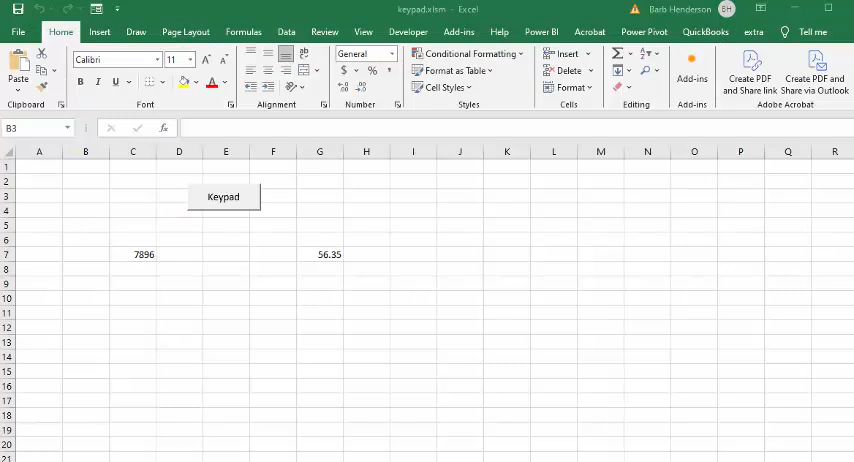 keypad.xlsm - Excel
Barb Henderson BH
File Home Insert Draw Page Layout Formulas Data Review View Developer Add-ins Help Power BI Acrobat Power Pivot QuickBooks extra Tell me
Paste
Calibri 11
B I U A
General
$ % ,
Conditional Formatting
Format as Table
Cell Styles
Insert
Delete
Format
Add-ins
Create PDF
and Share link
Create PDF and
Share via Outlook
Clipboard Font Alignment Number Styles Cells Editing Add-ins Adobe Acrobat
B3 fx
A B C D E F G H I J K L M N O P Q R
1
2
3 Keypad
4
5
6
7 7896 56.35
8
9
10
11
12
13
14
15
16
17
18
19
20
21